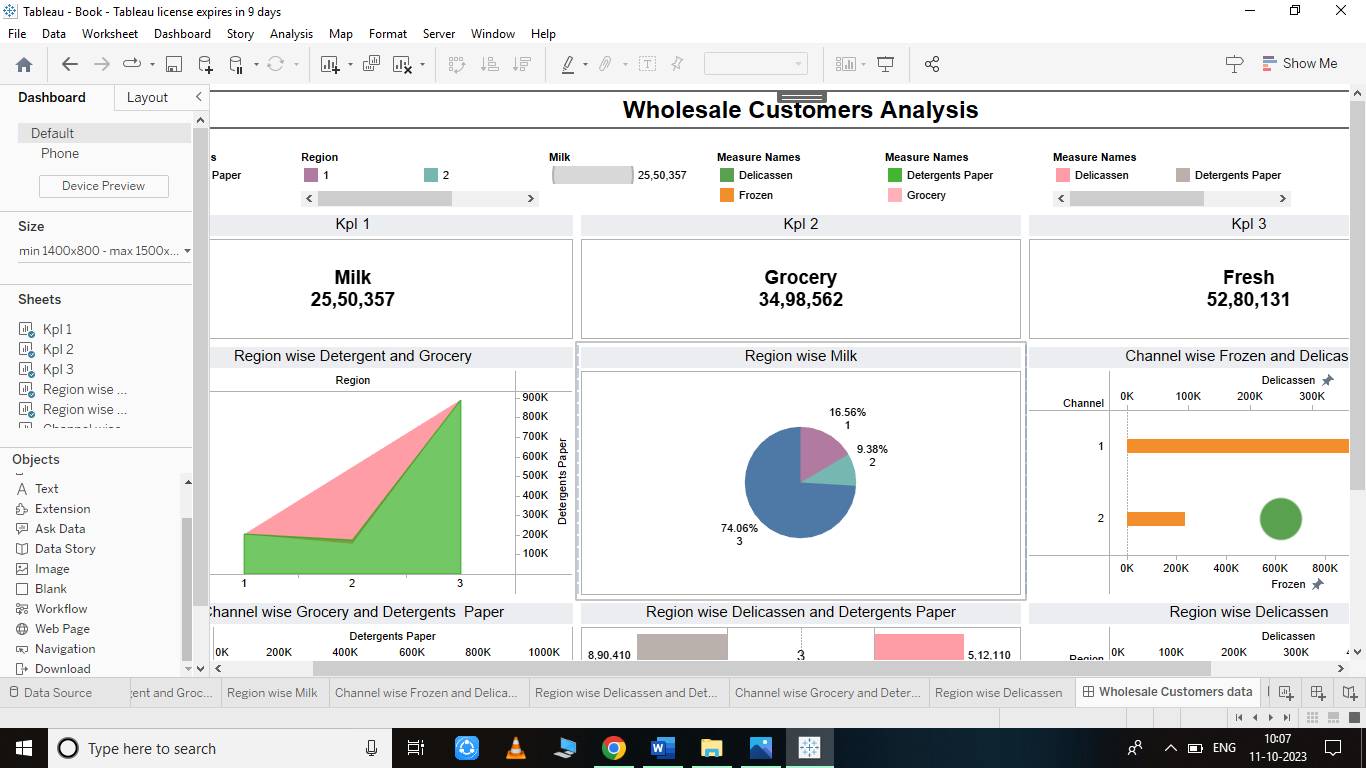 Tableau - Book - Tableau license expires in 9 days
File Data Worksheet Dashboard Story Analysis Map Format Server Window Help
Show Me
Dashboard Layout
Default
Phone
Device Preview
Size
min 1400x800 - max 1500x...
Sheets
Kpl 1
Kpl 2
Kpl 3
Region wise ...
Region wise ...
Objects
Text
Extension
Ask Data
Data Story
Image
Blank
Workflow
Web Page
Navigation
Download
Wholesale Customers Analysis
s
Paper
Region
1 2
Milk
25,50,357
Measure Names
Delicassen
Frozen
Measure Names
Detergents Paper
Grocery
Measure Names
Delicassen Detergents Paper
Kpl 1
Milk
25,50,357
Kpl 2
Grocery
34,98,562
Kpl 3
Fresh
52,80,131
Region wise Detergent and Grocery
Region
900K
800K
700K
600K
500K
400K
300K
200K
100K
Detergents Paper
1 2 3
Region wise Milk
16.56%
1
9.38%
2
74.06%
3
Channel wise Frozen and Delicas
Delicassen
Channel 0K 100K 200K 300K
1
2
0K 200K 400K 600K 800K
Frozen
Channel wise Grocery and Detergents Paper
Detergents Paper
0K 200K 400K 600K 800K 1000K
Region wise Delicassen and Detergents Paper
8,90,410 3 5,12,110
Region wise Delicassen
Delicassen
Region 0K 100K 200K 300K
Data Source gent and Groc... Region wise Milk Channel wise Frozen and Delica... Region wise Delicassen and Det... Channel wise Grocery and Deter... Region wise Delicassen Wholesale Customers data
Type here to search
ENG
10:07
11-10-2023